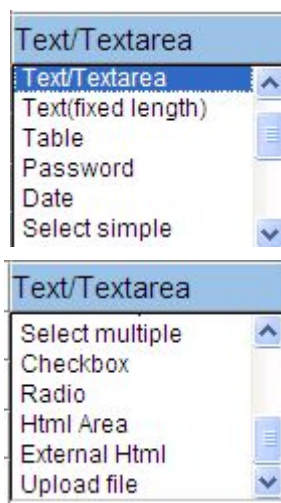 Text/Textarea
Text/Textarea
Text(fixed length)
Table
Password
Date
Select simple
Text/Textarea
Select multiple
Checkbox
Radio
Html Area
External Html
Upload file